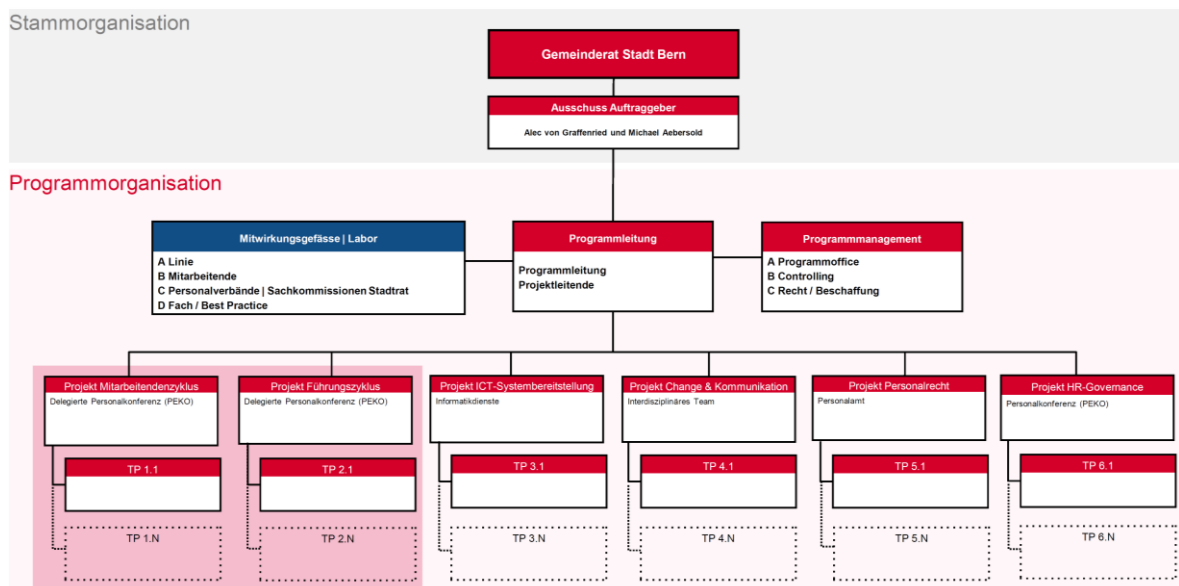 Stammorganisation
Gemeinderat Stadt Bern
Ausschuss Auftraggeber
Alec von Graffenried und Michael Aebersold
Programmorganisation
Mitwirkungsgefässe | Labor
A Linie
B Mitarbeitende
C Personalverbände | Sachkommissionen Stadtrat
D Fach / Best Practice
Programmleitung
Programmleitung
Projektleitende
Programmmanagement
A Programmoffice
B Controlling
C Recht / Beschaffung
Projekt Mitarbeitendenzyklus
Delegierte Personalkonferenz (PEKO)
Projekt Führungszyklus
Delegierte Personalkonferenz (PEKO)
Projekt ICT-Systembereitstellung
Informatikdienste
Projekt Change & Kommunikation
Interdisziplinäres Team
Projekt Personalrecht
Personalamt
Projekt HR-Governance
Personalkonferenz (PEKO)
TP 1.1
TP 2.1
TP 3.1
TP 4.1
TP 5.1
TP 6.1
TP 1.N
TP 2.N
TP 3.N
TP 4.N
TP 5.N
TP 6.N